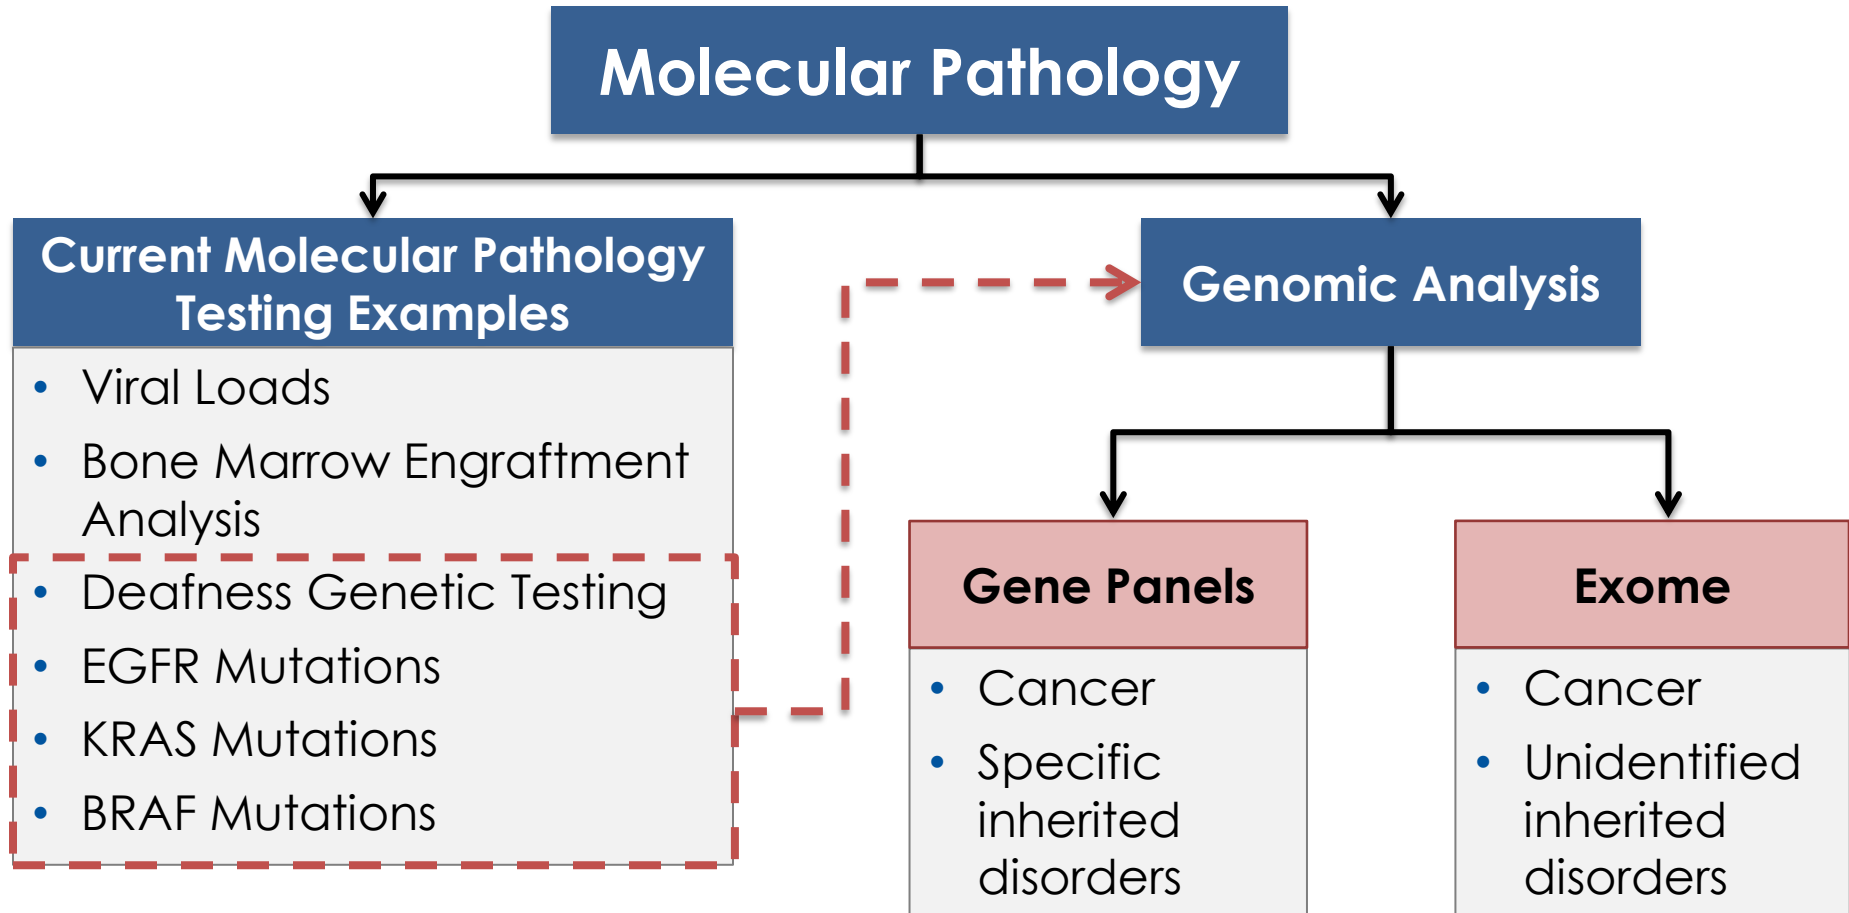 Molecular Pathology
Current Molecular Pathology
Testing Examples
• Viral Loads
• Bone Marrow Engraftment
Analysis
• Deafness Genetic Testing
• EGFR Mutations
• KRAS Mutations
• BRAF Mutations
Genomic Analysis
Gene Panels
• Cancer
• Specific
inherited
disorders
Exome
• Cancer
• Unidentified
inherited
disorders